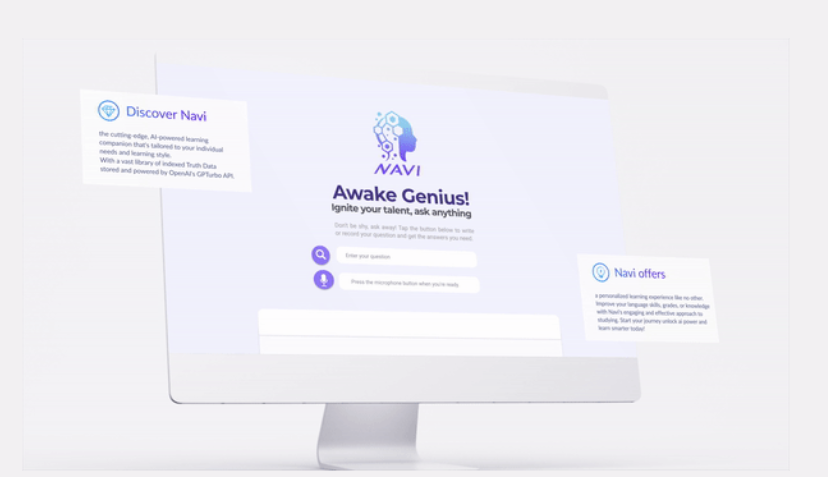 Discover Navi
the cutting-edge, AI-powered learning
companion that's tailored to your individual
needs and learning style.
With a vast library of indexed Truth Data
stored and powered by OpenAI's GPTurbo API.
NAVI
Awake Genius!
Ignite your talent, ask anything
Don't be shy, ask away! Tap the button below to write
or record your question and get the answers you need.
Enter your question
Press the microphone button when you're ready
Navi offers
a personalized learning experience like no other.
Improve your language skills, grades, or knowledge
with Navi's engaging and effective approach to
studying. Start your journey unlock ai power and
learn smarter today!